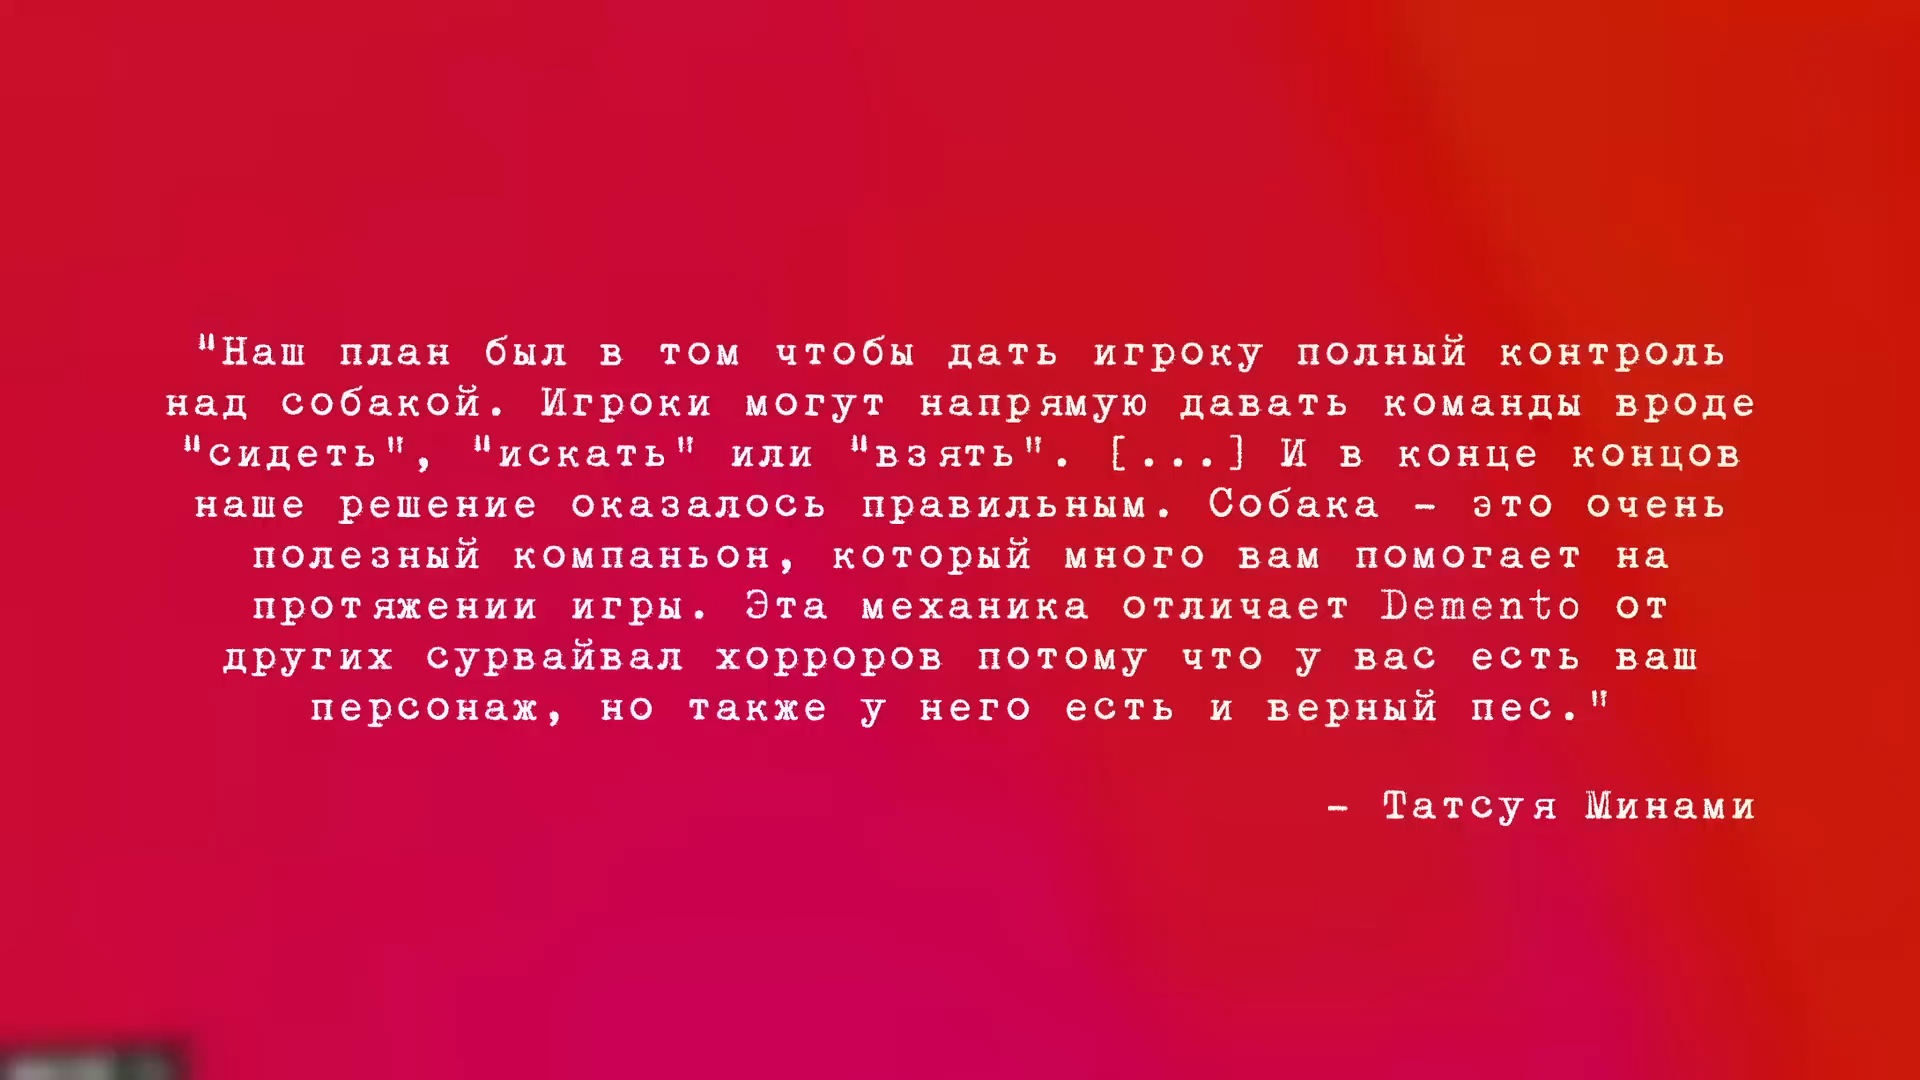 "Наш план был в том чтобы дать игроку полный контроль
над собакой. Игроки могут напрямую давать команды вроде
"сидеть", "искать" или "взять". [...] И в конце концов
наше решение оказалось правильным. Собака - это очень
полезный компаньон, который много вам помогает на
протяжении игры. Эта механика отличает Demento от
других сурвайвал хорроров потому что у вас есть ваш
персонаж, но также у него есть и верный пес."
- Татсуя Минами